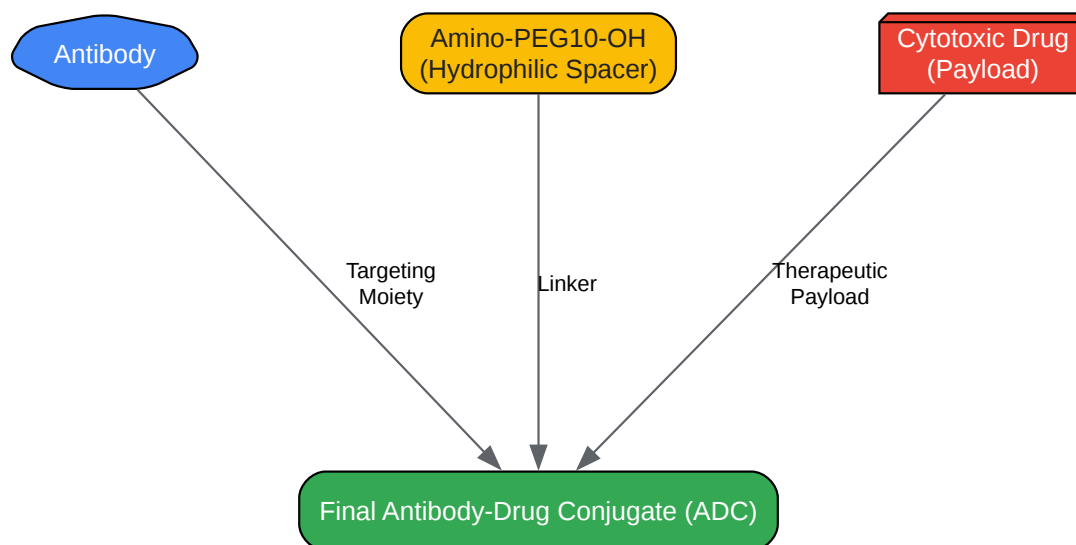 Antibody
Amino-PEG10-OH
(Hydrophilic Spacer)
Cytotoxic Drug
(Payload)
Targeting
Moiety
Linker
Therapeutic
Payload
Final Antibody-Drug Conjugate (ADC)